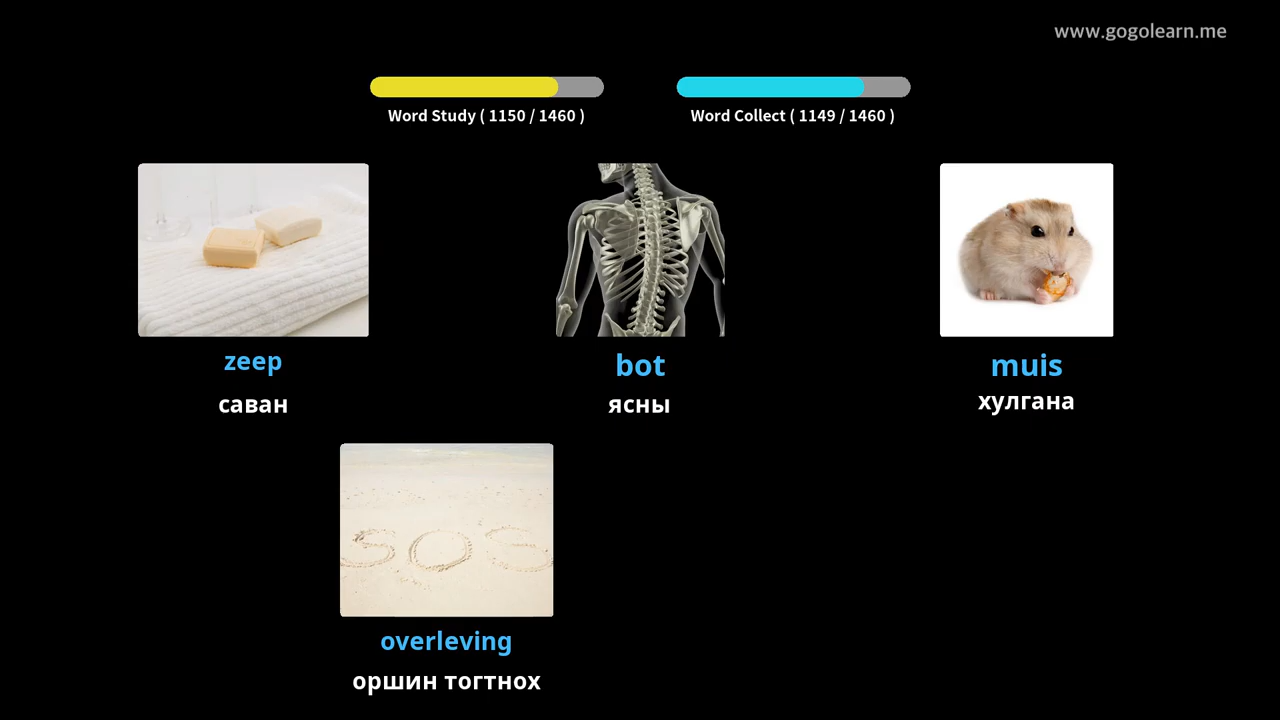 www.gogolearn.me
Word Study ( 1150 / 1460 )
Word Collect ( 1149 / 1460 )
zeep
bot
muis
саван
ясны
хулгана
SOS
overleving
оршин тогтнох